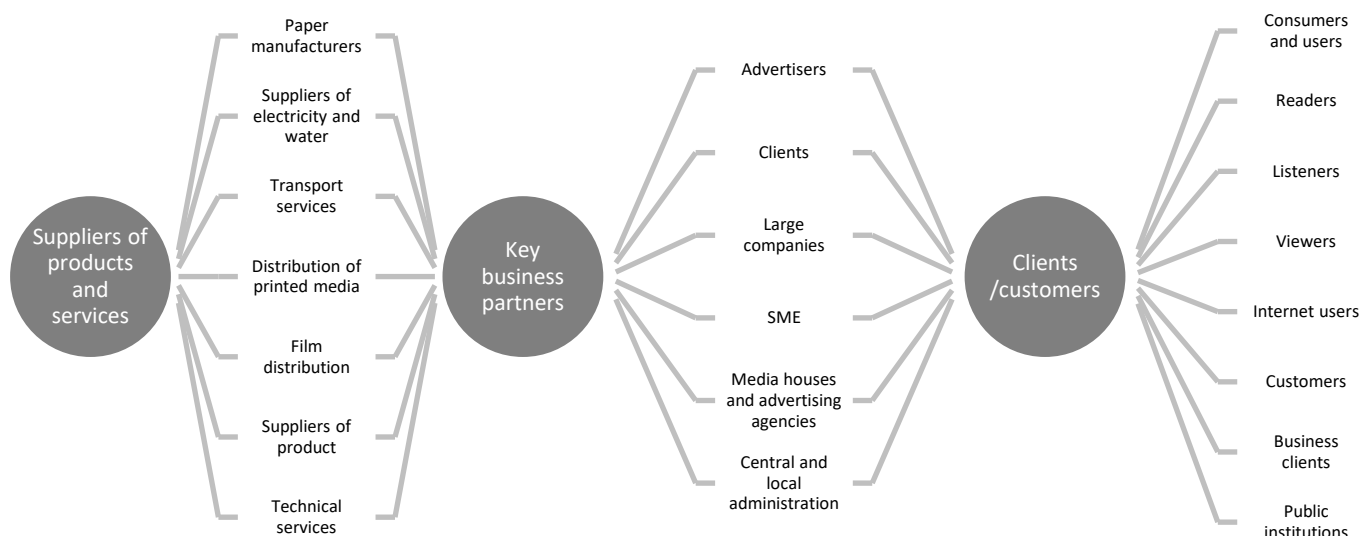 Suppliers of
products
and
services
Paper
manufacturers
Suppliers of
electricity and
water
Transport
services
Distribution of
printed media
Film
distribution
Suppliers of
product
Technical
services
Key
business
partners
Advertisers
Clients
Large
companies
SME
Media houses
and advertising
agencies
Central and
local
administration
Clients
/customers
Consumers
and users
Readers
Listeners
Viewers
Internet users
Customers
Business
clients
Public
institutions